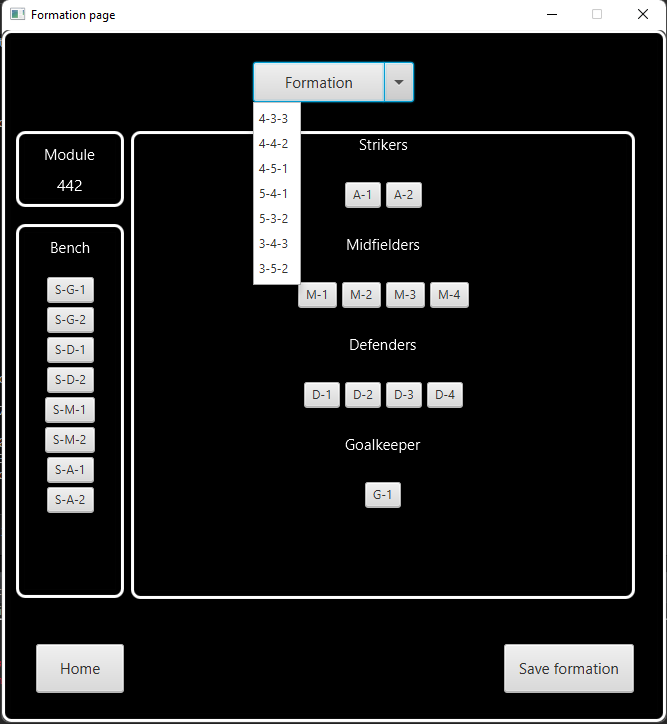 Formation page
Formation
4-3-3
4-4-2
4-5-1
5-4-1
5-3-2
3-4-3
3-5-2
Module
442
Bench
S-G-1
S-G-2
S-D-1
S-D-2
S-M-1
S-M-2
S-A-1
S-A-2
Strikers
A-1 A-2
Midfielders
M-1 M-2 M-3 M-4
Defenders
D-1 D-2 D-3 D-4
Goalkeeper
G-1
Home
Save formation